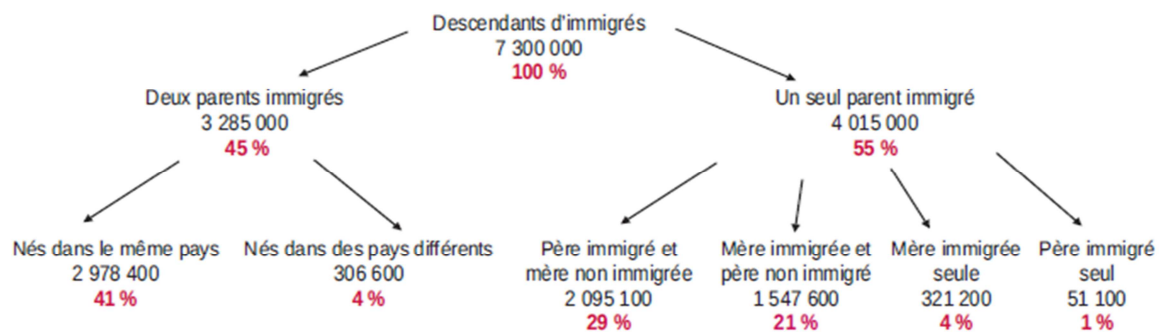 Descendants d'immigrés
7 300 000
100 %
Deux parents immigrés
3 285 000
45 %
Un seul parent immigré
4 015 000
55 %
Nés dans le même pays
2 978 400
41 %
Nés dans des pays différents
306 600
4 %
Père immigré et
mère non immigrée
2 095 100
29 %
Mère immigrée et
père non immigré
1 547 600
21 %
Mère immigrée
seule
321 200
4 %
Père immigré
seul
51 100
1 %